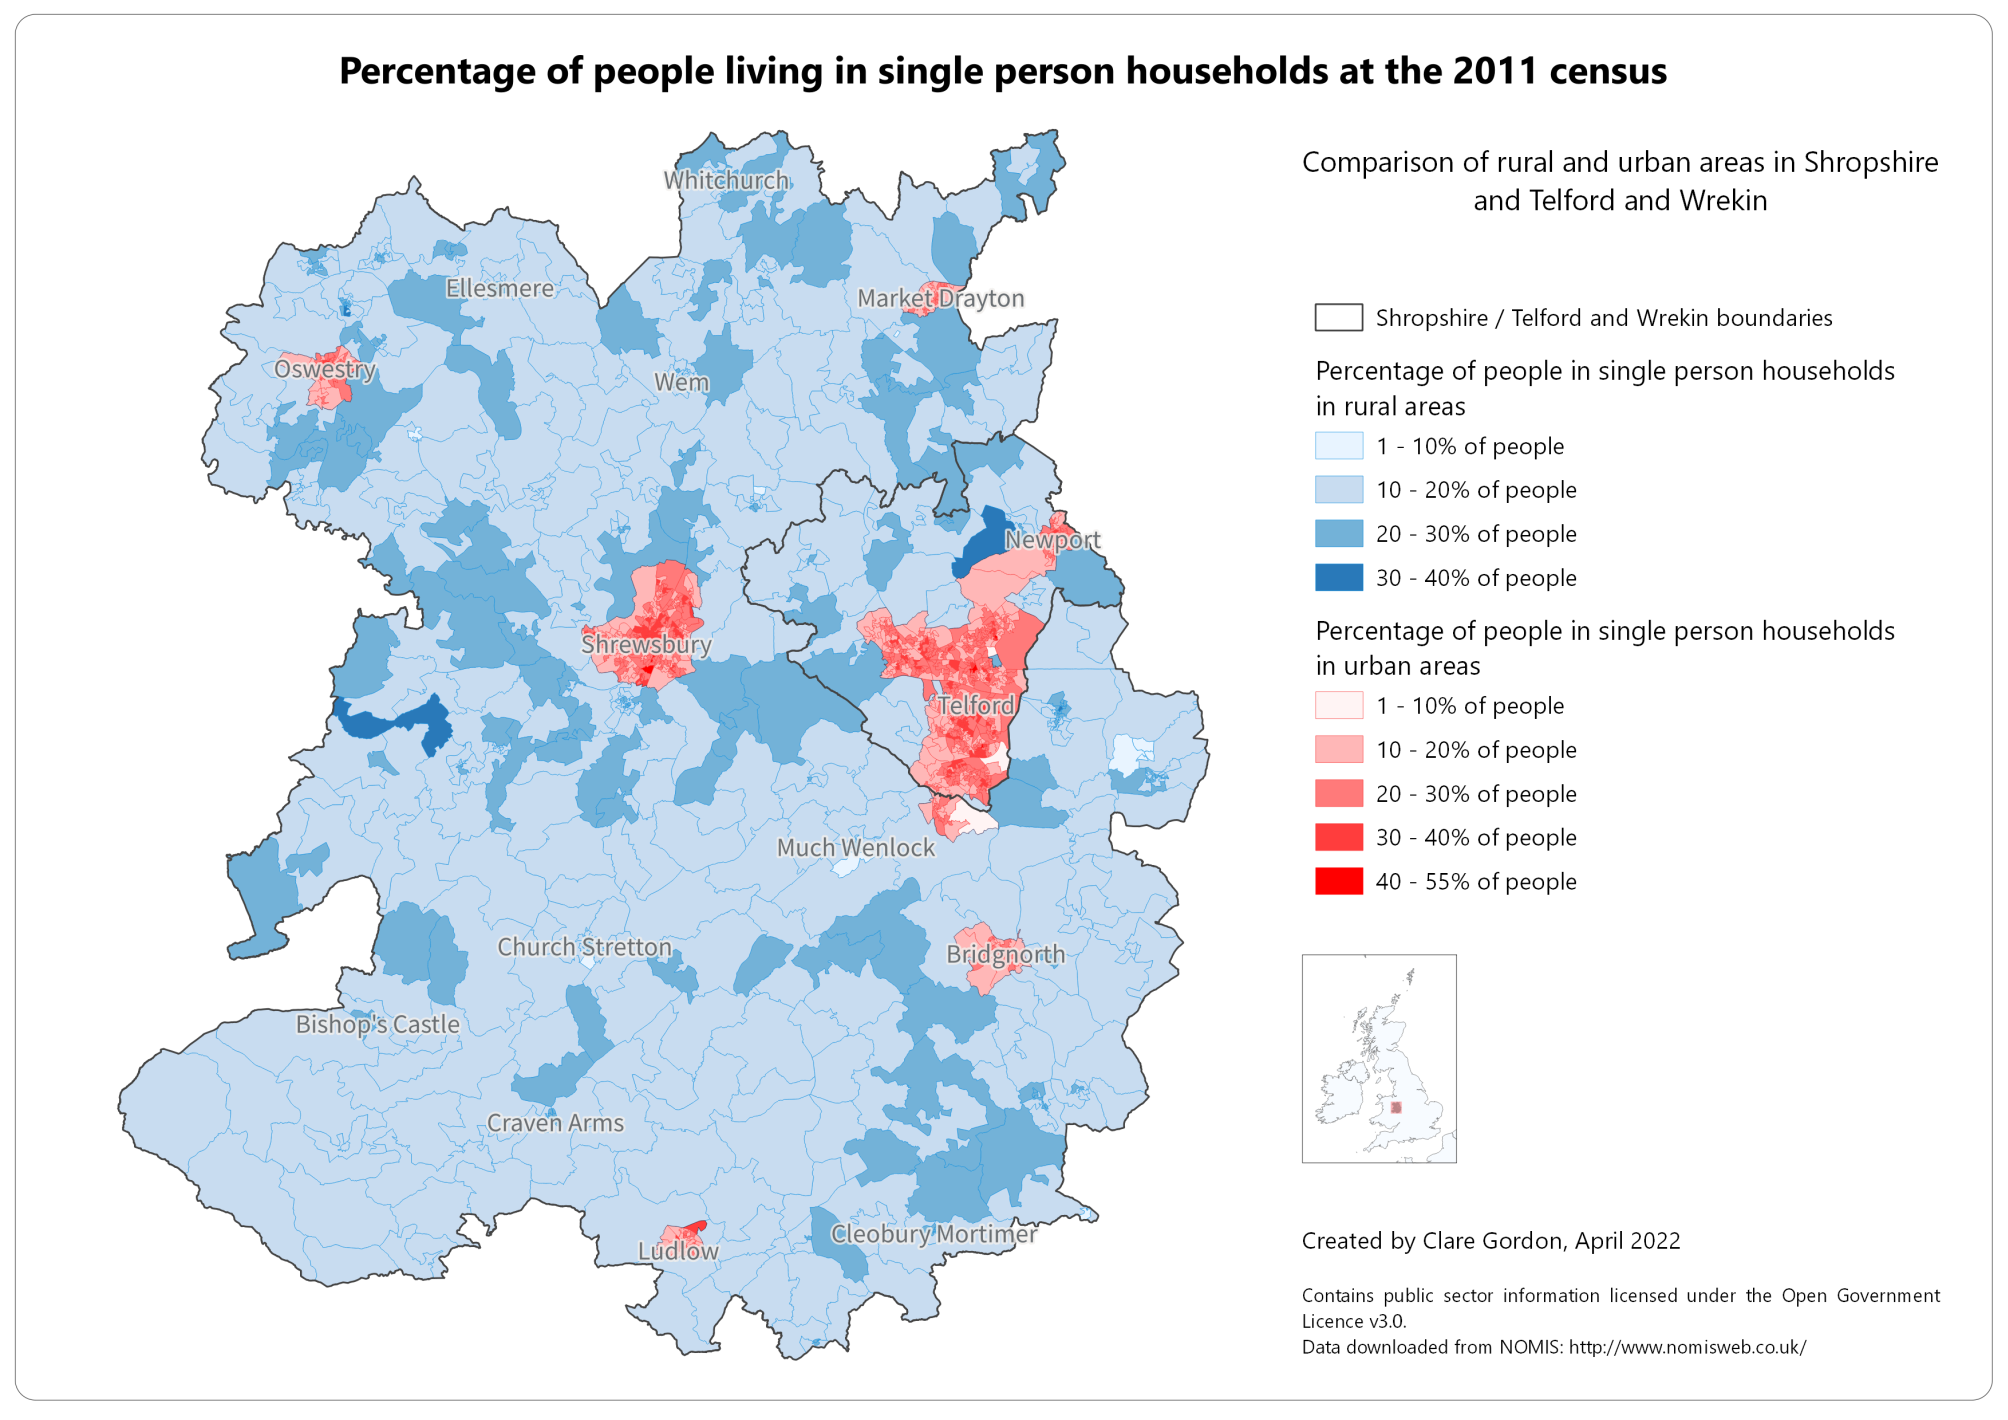 Percentage of people living in single person households at the 2011 census
Comparison of rural and urban areas in Shropshire
and Telford and Wrekin
Whitchurch
Ellesmere
Market Drayton
Oswestry
Wem
Newport
Shrewsbury
Telford
Much Wenlock
Church Stretton
Bridgnorth
Bishop's Castle
Craven Arms
Cleobury Mortimer
Ludlow
Shropshire / Telford and Wrekin boundaries
Percentage of people in single person households
in rural areas
1 - 10% of people
10 - 20% of people
20 - 30% of people
30 - 40% of people
Percentage of people in single person households
in urban areas
1 - 10% of people
10 - 20% of people
20 - 30% of people
30 - 40% of people
40 - 55% of people
Created by Clare Gordon, April 2022
Contains public sector information licensed under the Open Government
Licence v3.0.
Data downloaded from NOMIS: http://www.nomisweb.co.uk/